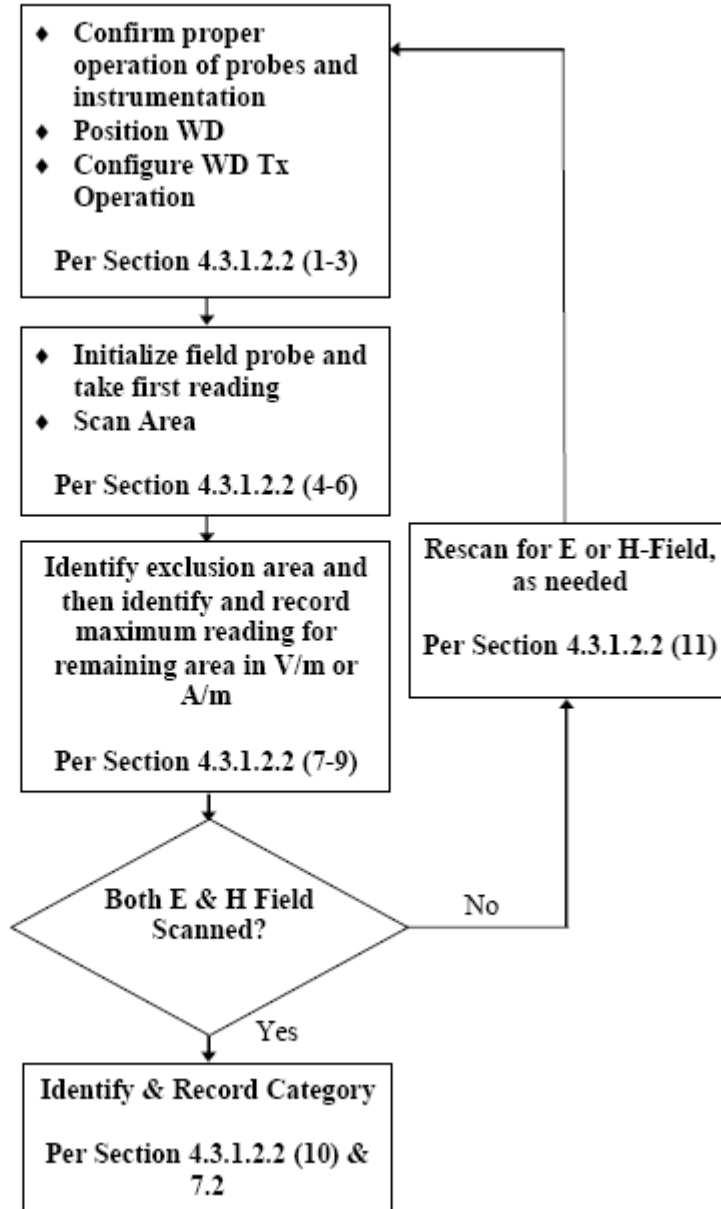 ♦ Confirm proper
operation of probes and
instrumentation
♦ Position WD
♦ Configure WD Tx
Operation
Per Section 4.3.1.2.2 (1-3)
♦ Initialize field probe and
take first reading
♦ Scan Area
Per Section 4.3.1.2.2 (4-6)
Identify exclusion area and
then identify and record
maximum reading for
remaining area in V/m or
A/m
Per Section 4.3.1.2.2 (7-9)
Rescan for E or H-Field,
as needed
Per Section 4.3.1.2.2 (11)
Both E & H Field
Scanned?
No
Yes
Identify & Record Category
Per Section 4.3.1.2.2 (10) &
7.2